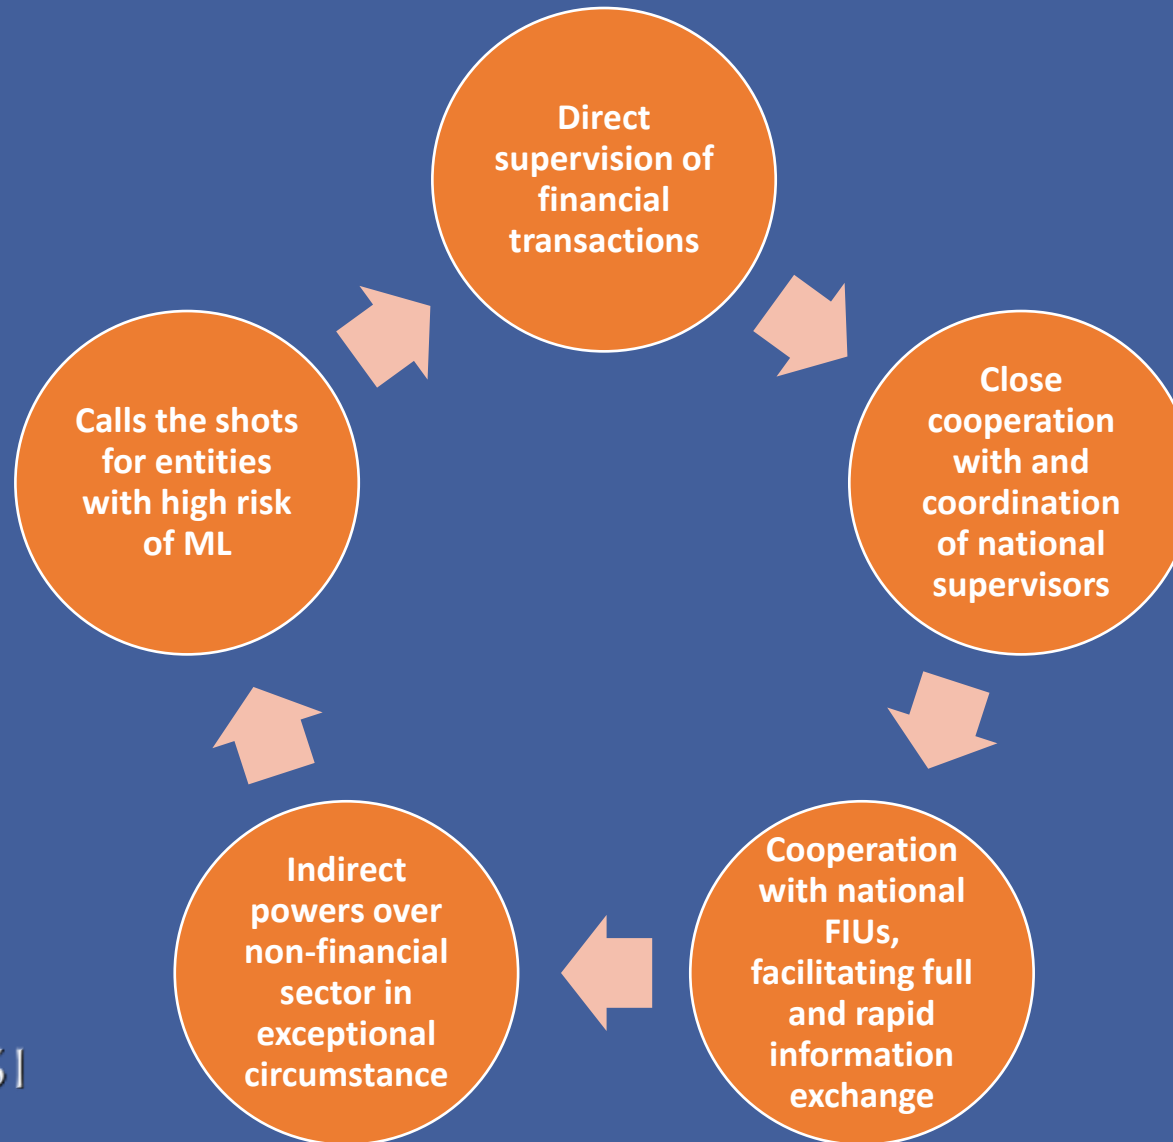 Direct
supervision of
financial
transactions
Close
cooperation
with and
coordination
of national
supervisors
Cooperation
with national
FIUs,
facilitating full
and rapid
information
exchange
Indirect
powers over
non-financial
sector in
exceptional
circumstance
Calls the shots
for entities
with high risk
of ML